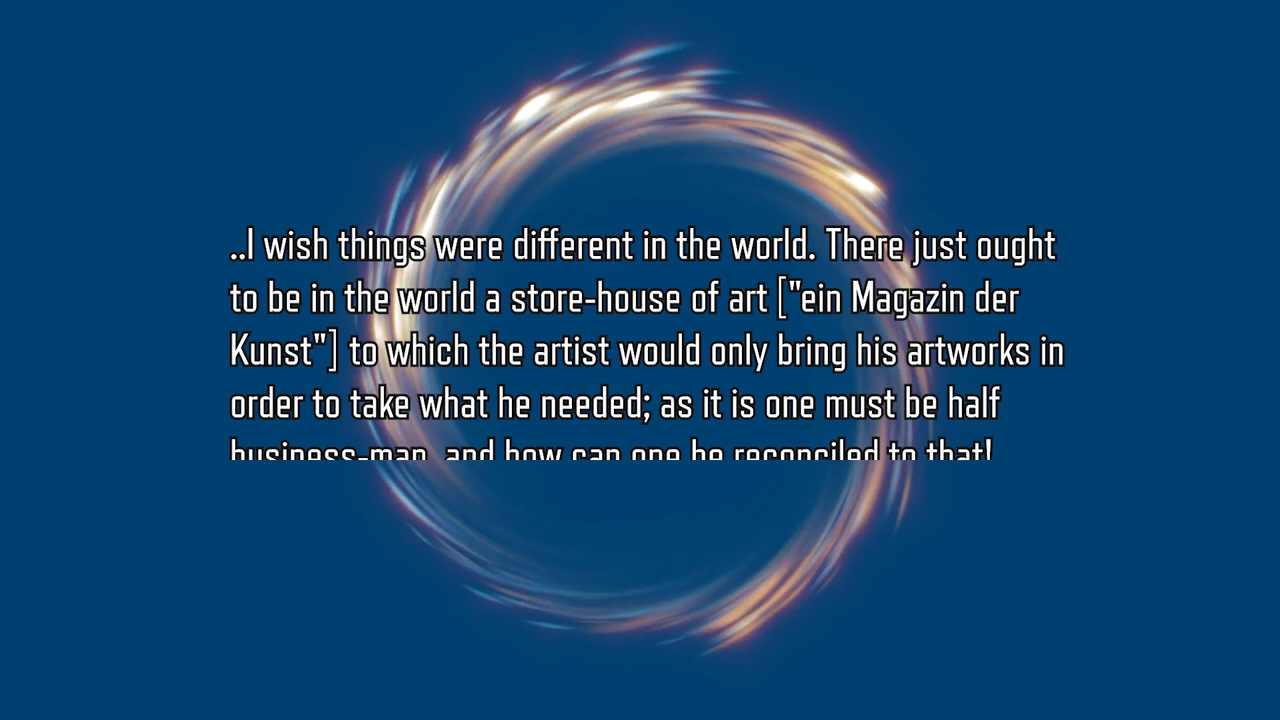 ..I wish things were different in the world. There just ought
to be in the world a store-house of art ["ein Magazin der
Kunst"] to which the artist would only bring his artworks in
order to take what he needed; as it is one must be half
business-man, and how can one be reconciled to that!